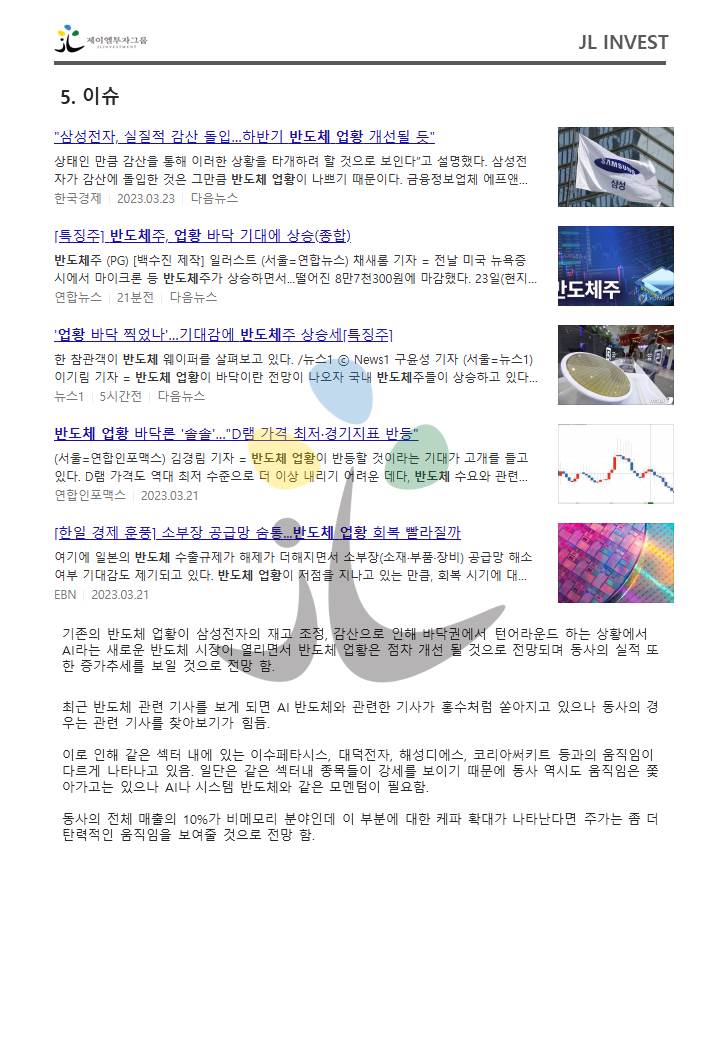 제이엘투자그룹
JLINVESTMENT
JL INVEST
5. 이슈
"삼성전자, 실질적 감산 돌입...하반기 반도체 업황 개선될 듯"
상태인 만큼 감산을 통해 이러한 상황을 타개하려 할 것으로 보인다"고 설명했다. 삼성전
자가 감산에 돌입한 것은 그만큼 반도체 업황이 나쁘기 때문이다. 금융정보업체 에프앤...
한국경제 2023.03.23 다음뉴스
SAMSUNG
삼성
[특징주] 반도체주, 업황 바닥 기대에 상승(종합)
반도체주 (PG) [백수진 제작] 일러스트 (서울=연합뉴스) 채새롬 기자 = 전날 미국 뉴욕증
시에서 마이크론 등 반도체주가 상승하면서...떨어진 8만7천300원에 마감했다. 23일(현지...
연합뉴스 21분전 다음뉴스
반도체주
'업황 바닥 찍었나'...기대감에 반도체주 상승세[특징주]
한 참관객이 반도체 웨이퍼를 살펴보고 있다. /뉴스1 ⓒ News1 구윤성 기자 (서울=뉴스1)
이기림 기자 = 반도체 업황이 바닥이란 전망이 나오자 국내 반도체주들이 상승하고 있다...
뉴스1 5시간전 다음뉴스
반도체 업황 바닥론 '솔솔'..."D램 가격 최저·경기지표 반등"
(서울=연합인포맥스) 김경림 기자 = 반도체 업황이 반등할 것이라는 기대가 고개를 들고
있다. D램 가격도 역대 최저 수준으로 더 이상 내리기 어려운 데다, 반도체 수요와 관련...
연합인포맥스 2023.03.21
[한일 경제 훈풍] 소부장 공급망 숨통...반도체 업황 회복 빨라질까
여기에 일본의 반도체 수출규제가 해제가 더해지면서 소부장(소재·부품·장비) 공급망 해소
여부 기대감도 제기되고 있다. 반도체 업황이 저점을 지나고 있는 만큼, 회복 시기에 대...
EBN 2023.03.21
기존의 반도체 업황이 삼성전자의 재고 조정, 감산으로 인해 바닥권에서 턴어라운드 하는 상황에서
AI라는 새로운 반도체 시장이 열리면서 반도체 업황은 점차 개선 될 것으로 전망되며 동사의 실적 또
한 증가추세를 보일 것으로 전망 함.
최근 반도체 관련 기사를 보게 되면 AI 반도체와 관련한 기사가 홍수처럼 쏟아지고 있으나 동사의 경
우는 관련 기사를 찾아보기가 힘듬.
이로 인해 같은 섹터 내에 있는 이수페타시스, 대덕전자, 해성디에스, 코리아써키트 등과의 움직임이
다르게 나타나고 있음. 일단은 같은 섹터내 종목들이 강세를 보이기 때문에 동사 역시도 움직임은 쫓
아가고는 있으나 AI나 시스템 반도체와 같은 모멘텀이 필요함.
동사의 전체 매출의 10%가 비메모리 분야인데 이 부분에 대한 케파 확대가 나타난다면 주가는 좀 더
탄력적인 움직임을 보여줄 것으로 전망 함.